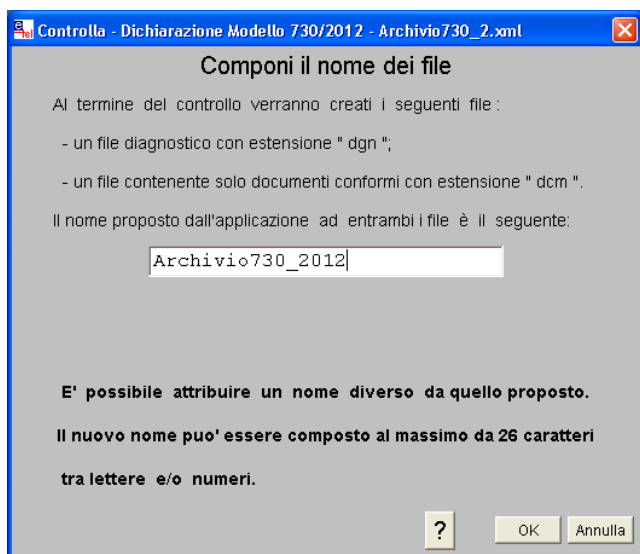 Controlla - Dichiarazione Modello 730/2012 - Archivio730_2.xml
Componi il nome dei file
Al termine del controllo verranno creati i seguenti file :
- un file diagnostico con estensione " dgn ";
- un file contenente solo documenti conformi con estensione " dcm ".
Il nome proposto dall'applicazione ad entrambi i file è il seguente:
Archivio730_2012
E' possibile attribuire un nome diverso da quello proposto.
Il nuovo nome puo' essere composto al massimo da 26 caratteri
tra lettere e/o numeri.
? OK Annulla